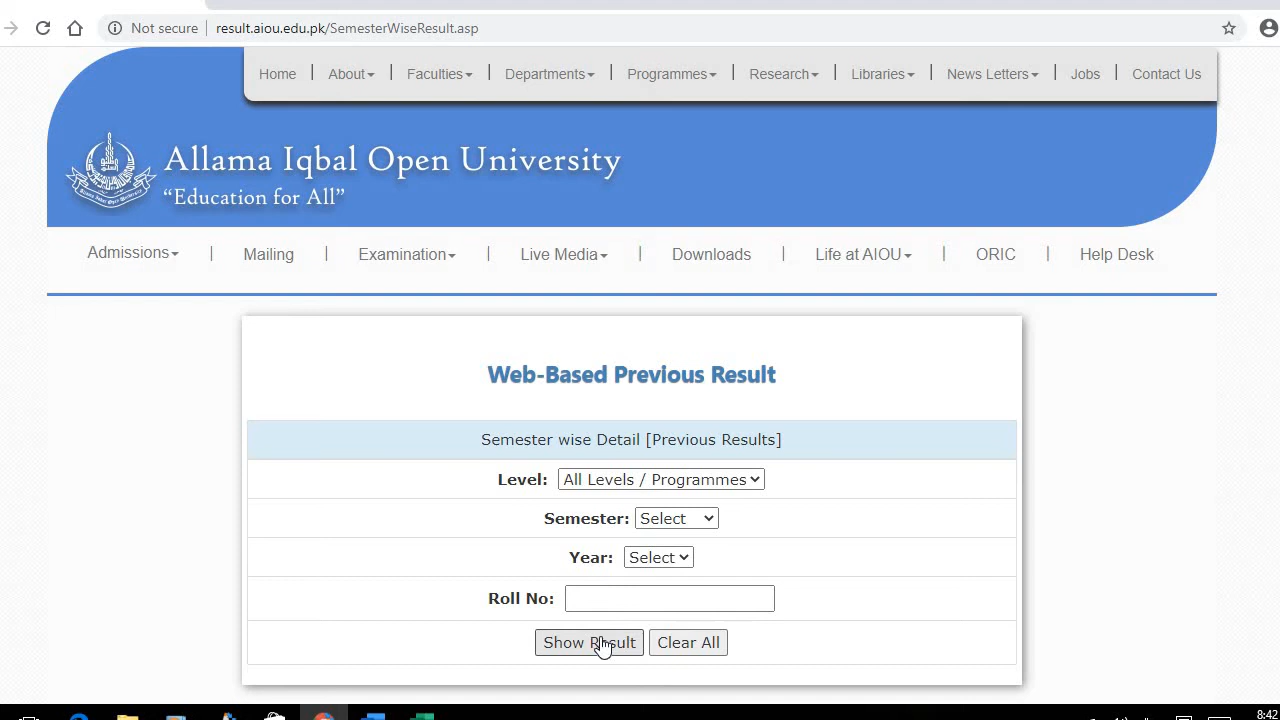 Not secure | result.aiou.edu.pk/SemesterWiseResult.asp
Home | About | Faculties | Departments | Programmes | Research | Libraries | News Letters | Jobs | Contact Us
Allama Iqbal Open University
“Education for All”
Admissions | Mailing | Examination | Live Media | Downloads | Life at AIOU | ORIC | Help Desk
Web-Based Previous Result
Semester wise Detail [Previous Results]
Level: All Levels / Programmes
Semester: Select
Year: Select
Roll No:
Show Result Clear All
8:42